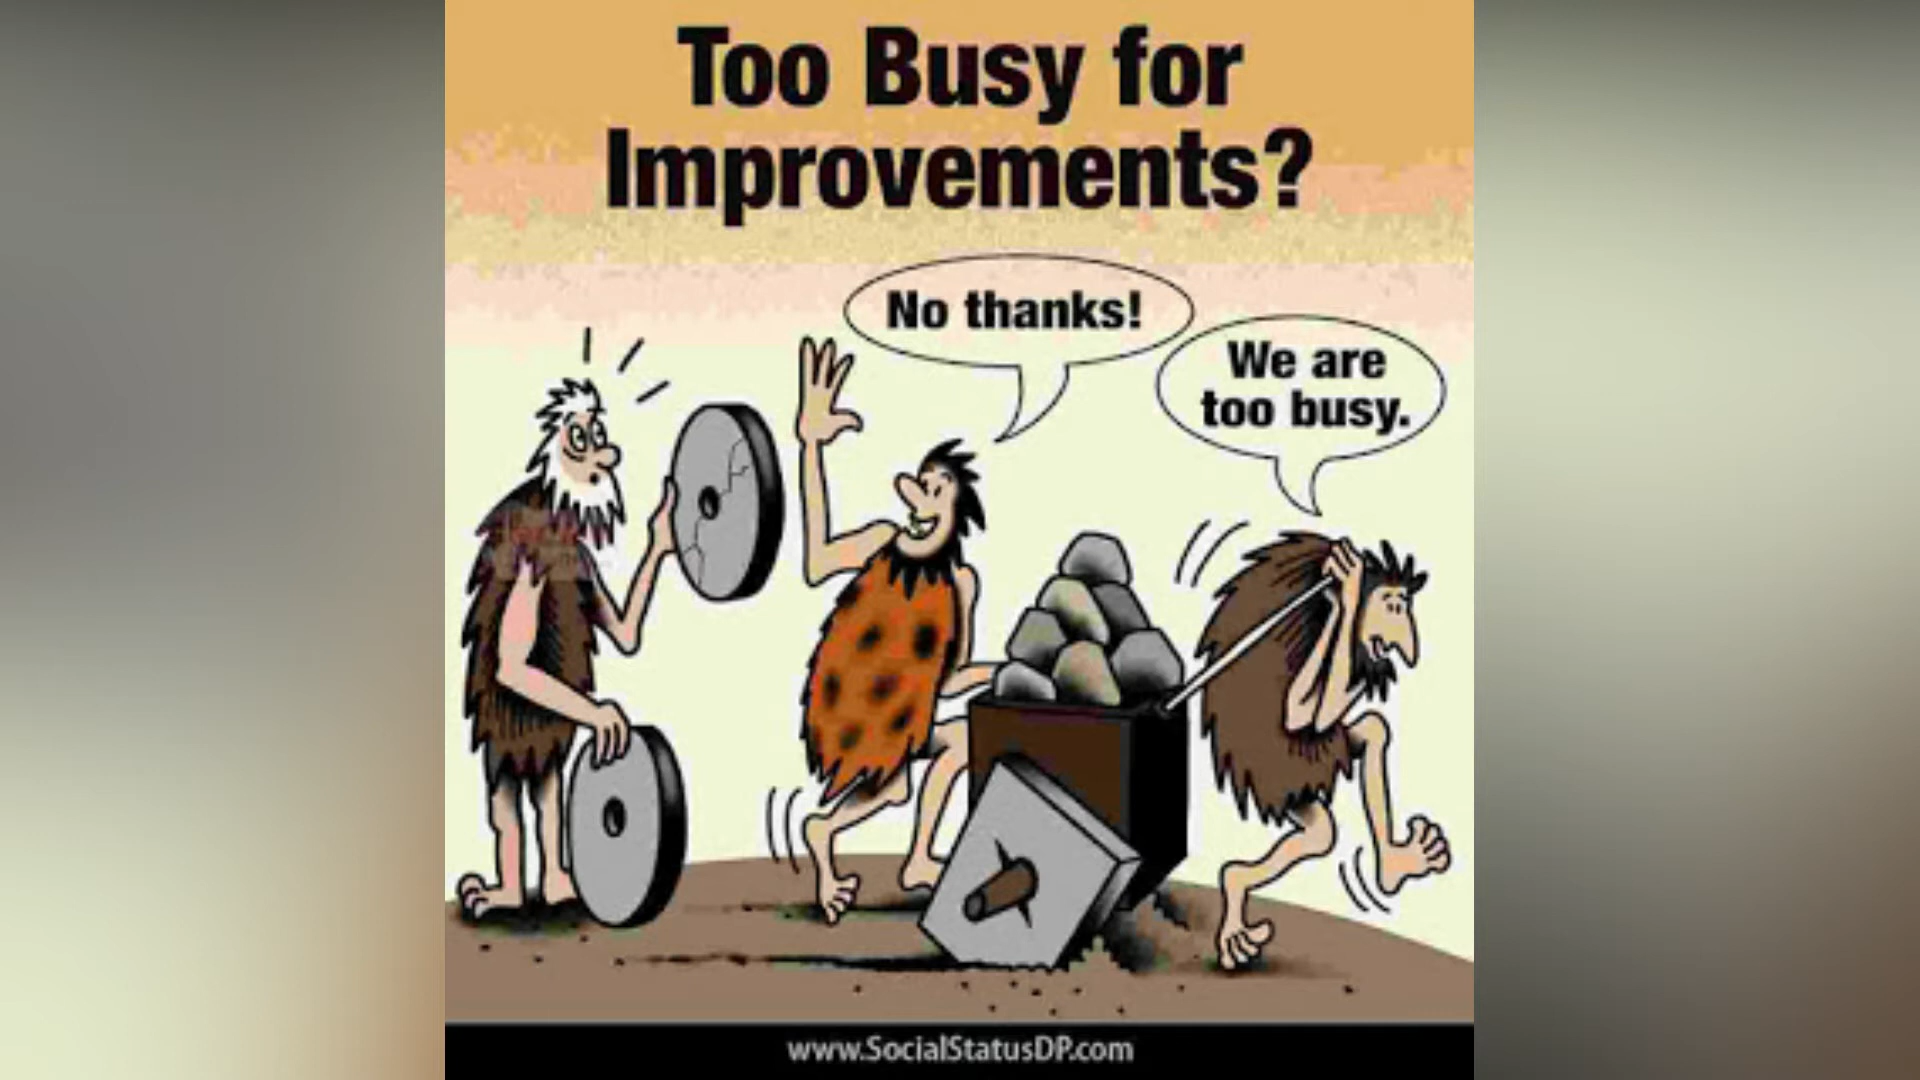 Too Busy for
Improvements?
No thanks!
We are
too busy.
www.SocialStatusDP.com